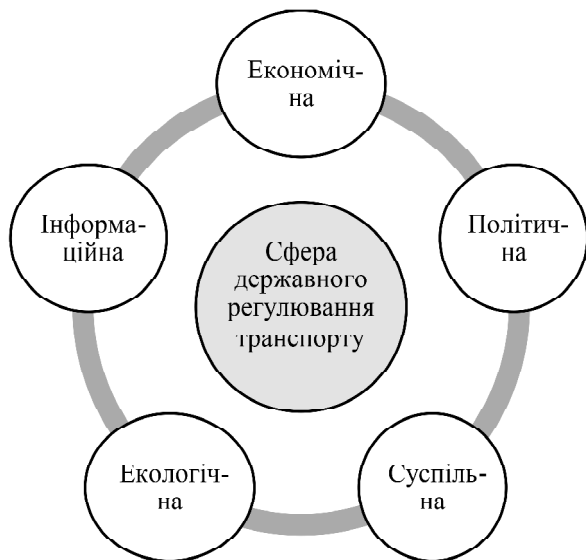 Економіч-
на
Інформа-
ційна
Політич-
на
Сфера
державного
регулювання
транспорту
Екологіч-
на
Суспіль-
на